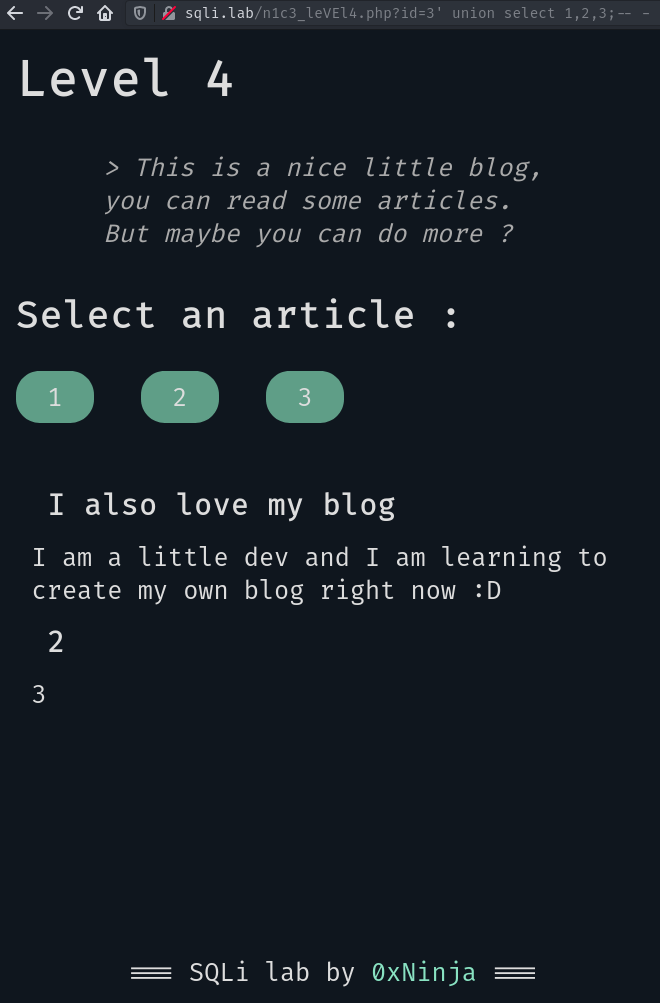 sqli.lab/n1c3_leVEl4.php?id=3' union select 1,2,3;-- -
Level 4
> This is a nice little blog,
you can read some articles.
But maybe you can do more ?
Select an article :
1 2 3
I also love my blog
I am a little dev and I am learning to
create my own blog right now :D
2
3
SQLi lab by 0xNinja